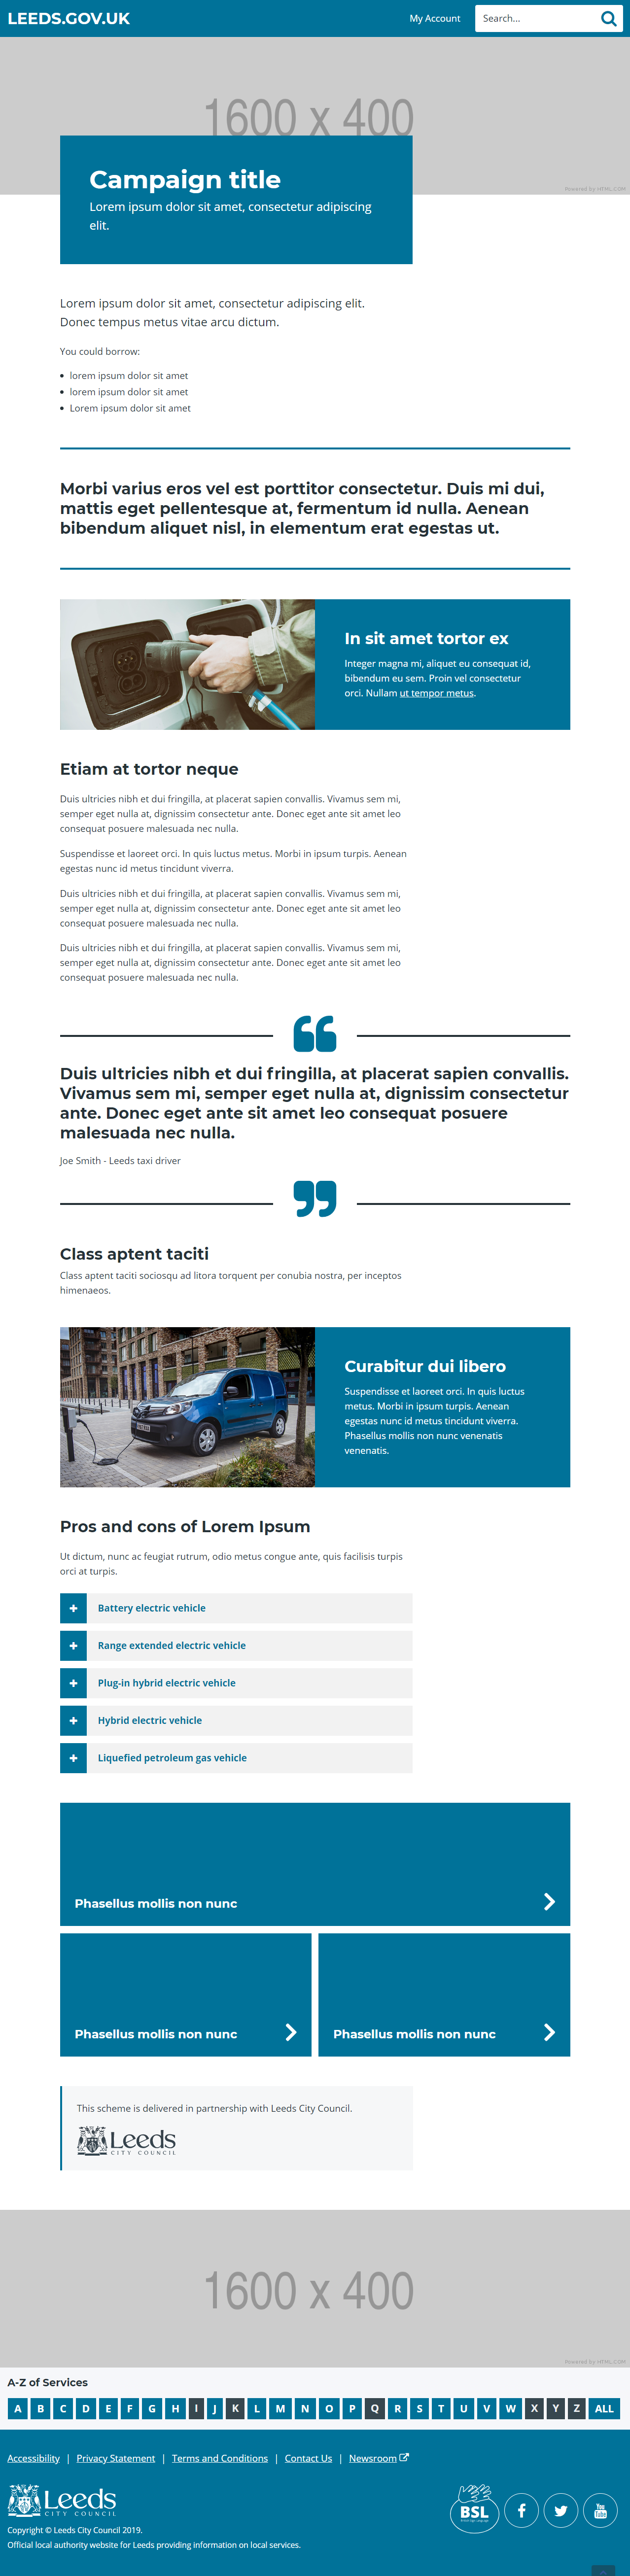 LEEDS.GOV.UK
My Account
Search...
1600 x 400
Powered by HTML.COM
Campaign title
Lorem ipsum dolor sit amet, consectetur adipiscing
elit.
Lorem ipsum dolor sit amet, consectetur adipiscing elit.
Donec tempus metus vitae arcu dictum.
You could borrow:
lorem ipsum dolor sit amet
lorem ipsum dolor sit amet
Lorem ipsum dolor sit amet
Morbi varius eros vel est porttitor consectetur. Duis mi dui,
mattis eget pellentesque at, fermentum id nulla. Aenean
bibendum aliquet nisl, in elementum erat egestas ut.
In sit amet tortor ex
Integer magna mi, aliquet eu consequat id,
bibendum eu sem. Proin vel consectetur
orci. Nullam ut tempor metus.
Etiam at tortor neque
Duis ultricies nibh et dui fringilla, at placerat sapien convallis. Vivamus sem mi,
semper eget nulla at, dignissim consectetur ante. Donec eget ante sit amet leo
consequat posuere malesuada nec nulla.
Suspendisse et laoreet orci. In quis luctus metus. Morbi in ipsum turpis. Aenean
egestas nunc id metus tincidunt viverra.
Duis ultricies nibh et dui fringilla, at placerat sapien convallis. Vivamus sem mi,
semper eget nulla at, dignissim consectetur ante. Donec eget ante sit amet leo
consequat posuere malesuada nec nulla.
Duis ultricies nibh et dui fringilla, at placerat sapien convallis. Vivamus sem mi,
semper eget nulla at, dignissim consectetur ante. Donec eget ante sit amet leo
consequat posuere malesuada nec nulla.
Duis ultricies nibh et dui fringilla, at placerat sapien convallis.
Vivamus sem mi, semper eget nulla at, dignissim consectetur
ante. Donec eget ante sit amet leo consequat posuere
malesuada nec nulla.
Joe Smith - Leeds taxi driver
Class aptent taciti
Class aptent taciti sociosqu ad litora torquent per conubia nostra, per inceptos
himenaeos.
Curabitur dui libero
Suspendisse et laoreet orci. In quis luctus
metus. Morbi in ipsum turpis. Aenean
egestas nunc id metus tincidunt viverra.
Phasellus mollis non nunc venenatis
venenatis.
Pros and cons of Lorem Ipsum
Ut dictum, nunc ac feugiat rutrum, odio metus congue ante, quis facilisis turpis
orci at turpis.
Battery electric vehicle
Range extended electric vehicle
Plug-in hybrid electric vehicle
Hybrid electric vehicle
Liquefied petroleum gas vehicle
Phasellus mollis non nunc
Phasellus mollis non nunc
Phasellus mollis non nunc
This scheme is delivered in partnership with Leeds City Council.
Leeds
CITY COUNCIL
1600 x 400
Powered by HTML.COM
A-Z of Services
A B C D E F G H I J K L M N O P Q R S T U V W X Y Z ALL
Accessibility | Privacy Statement | Terms and Conditions | Contact Us | Newsroom
Leeds
CITY COUNCIL
BSL
You Tube
Copyright © Leeds City Council 2019.
Official local authority website for Leeds providing information on local services.